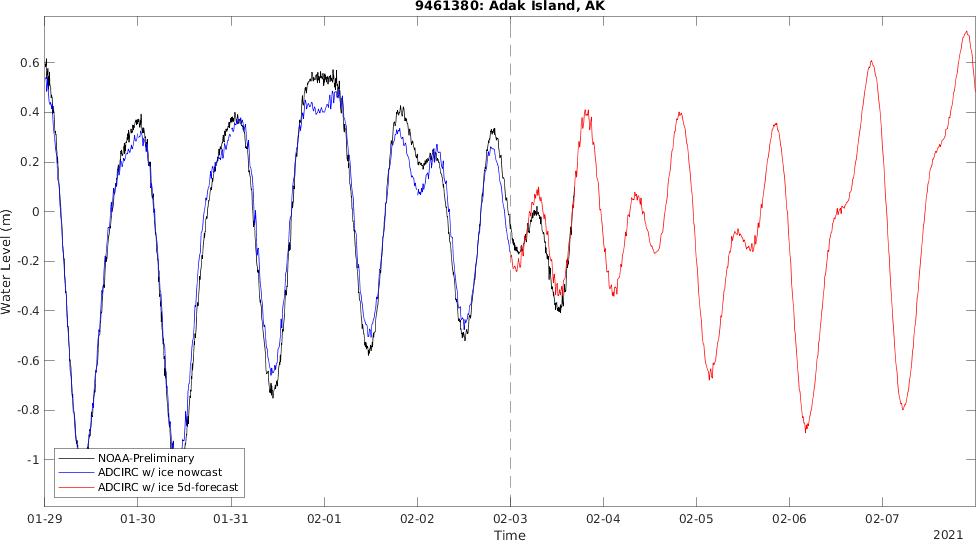 9461380: Adak Island, AK
Water Level (m)
0.6
0.4
0.2
0
-0.2
-0.4
-0.6
-0.8
-1
NOAA-Preliminary
ADCIRC w/ ice nowcast
ADCIRC w/ ice 5d-forecast
01-29 01-30 01-31 02-01 02-02 02-03 02-04 02-05 02-06 02-07
Time
2021